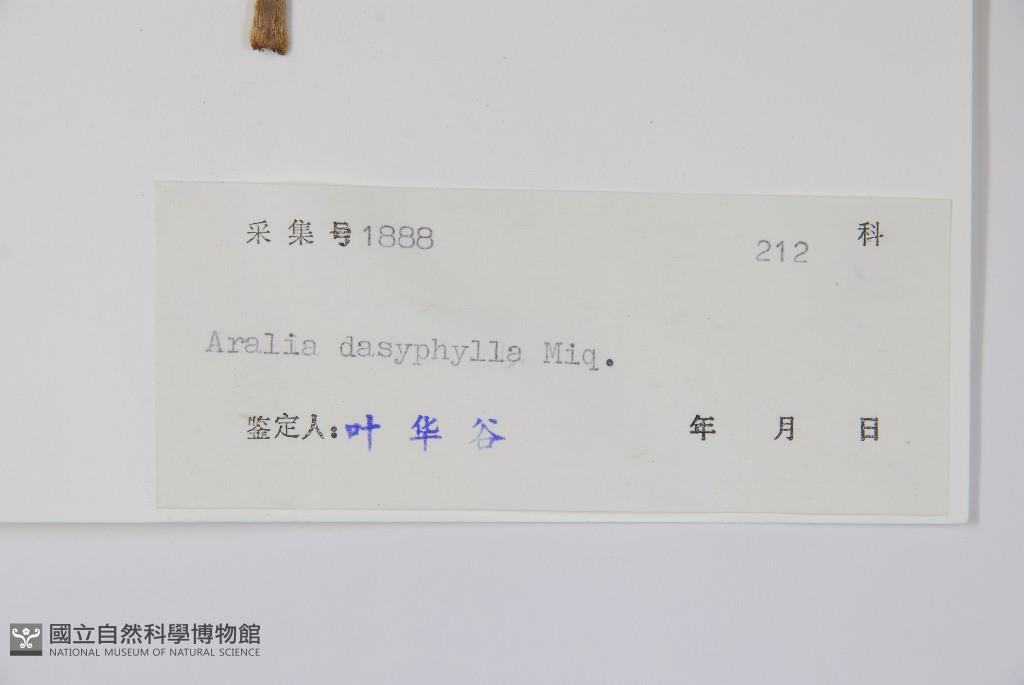 采集号1888 212 科
Aralia dasyphylla Miq.
鉴定人:叶华谷 年 月 日
國立自然科學博物館
NATIONAL MUSEUM OF NATURAL SCIENCE